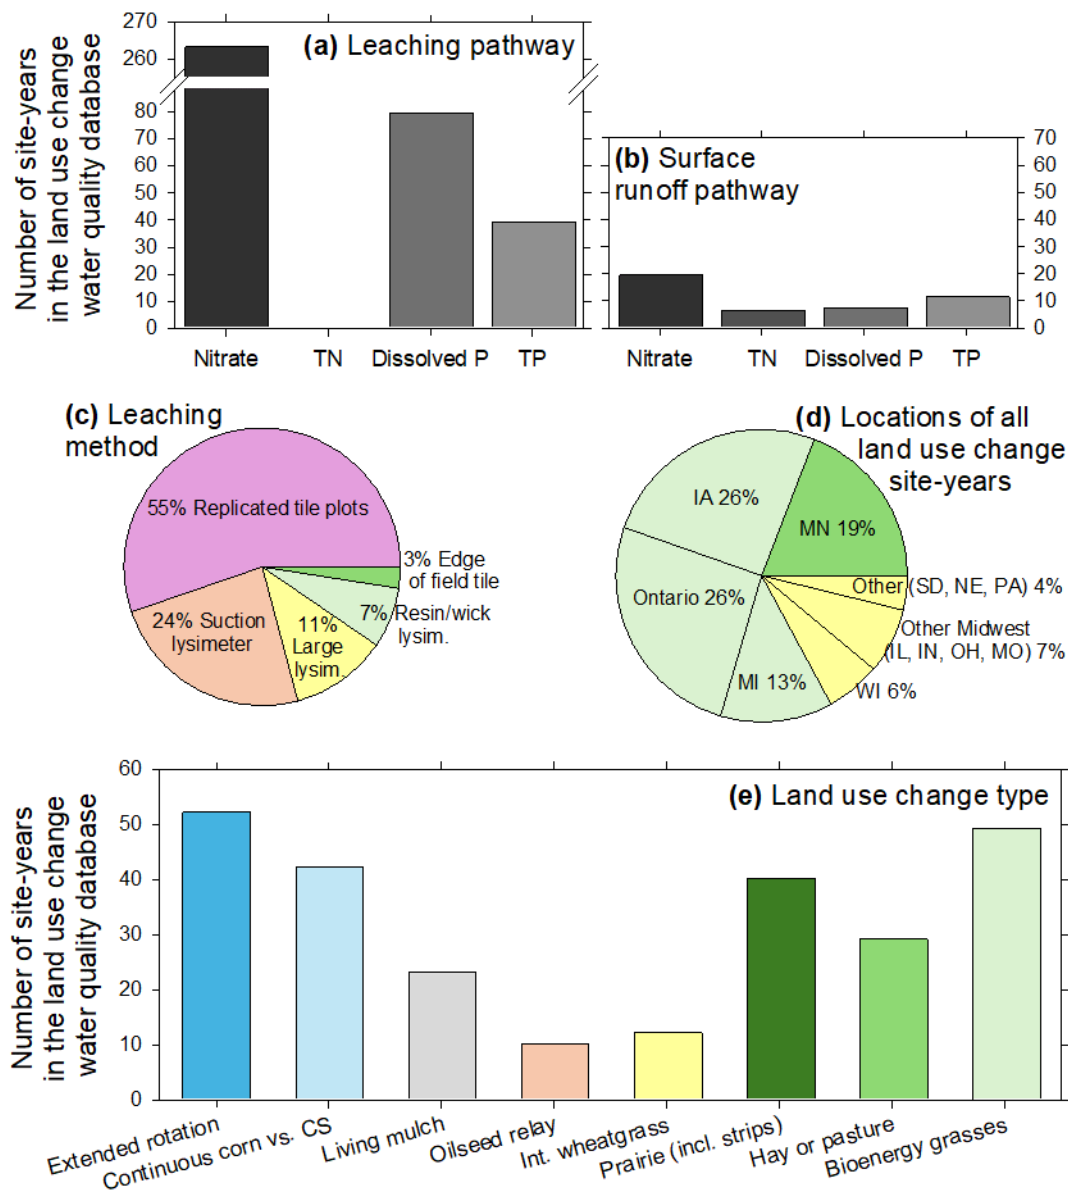 Number of site-years
in the land use change
water quality database
270
260
80
70
60
50
40
30
20
10
0
(a) Leaching pathway
Nitrate
TN
Dissolved P
TP
(b) Surface
runoff pathway
70
60
50
40
30
20
10
0
Nitrate
TN
Dissolved P
TP
(c) Leaching
method
55% Replicated tile plots
3% Edge
of field tile
7% Resin/wick
lysim.
11%
Large
lysim.
24% Suction
lysimeter
(d) Locations of all
land use change
site-years
IA 26%
MN 19%
Ontario 26%
Other (SD, NE, PA) 4%
Other Midwest
(IL, IN, OH, MO) 7%
MI 13%
WI 6%
Number of site-years
in the land use change
water quality database
60
50
40
30
20
10
0
(e) Land use change type
Extended rotation
Continuous corn vs. CS
Living mulch
Oilseed relay
Int. wheatgrass
Prairie (incl. strips)
Hay or pasture
Bioenergy grasses